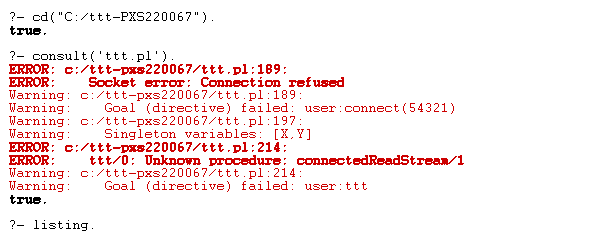 ?- cd("C:/ttt-PXS220067").
true.
?- consult('ttt.pl').
ERROR: c:/ttt-pxs220067/ttt.pl:189:
ERROR:    Socket error: Connection refused
Warning: c:/ttt-pxs220067/ttt.pl:189:
Warning:    Goal (directive) failed: user:connect(54321)
Warning: c:/ttt-pxs220067/ttt.pl:197:
Warning:    Singleton variables: [X,Y]
ERROR: c:/ttt-pxs220067/ttt.pl:214:
ERROR:    ttt/0: Unknown procedure: connectedReadStream/1
Warning: c:/ttt-pxs220067/ttt.pl:214:
Warning:    Goal (directive) failed: user:ttt
true.
?- listing.